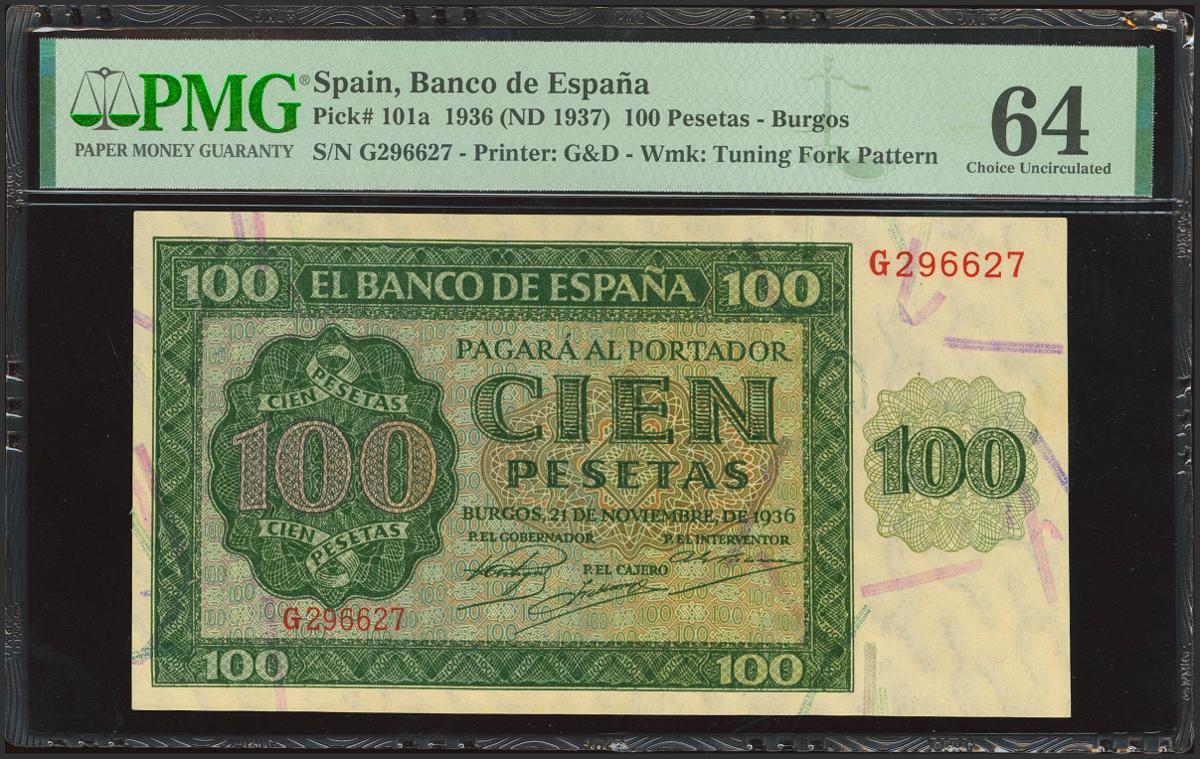 PMG®
PAPER MONEY GUARANTY
Spain, Banco de España
Pick# 101a 1936 (ND 1937) 100 Pesetas - Burgos
S/N G296627 - Printer: G&D - Wmk: Tuning Fork Pattern
64
Choice Uncirculated
100 EL BANCO DE ESPAÑA 100
G296627
PAGARÁ AL PORTADOR
CIEN PESETAS
100
CIEN PESETAS
CIEN
PESETAS
100
BURGOS, 21 DE NOVIEMBRE, DE 1936
P. EL GOBERNADOR P. EL INTERVENTOR
P. EL CAJERO
G296627
100 100